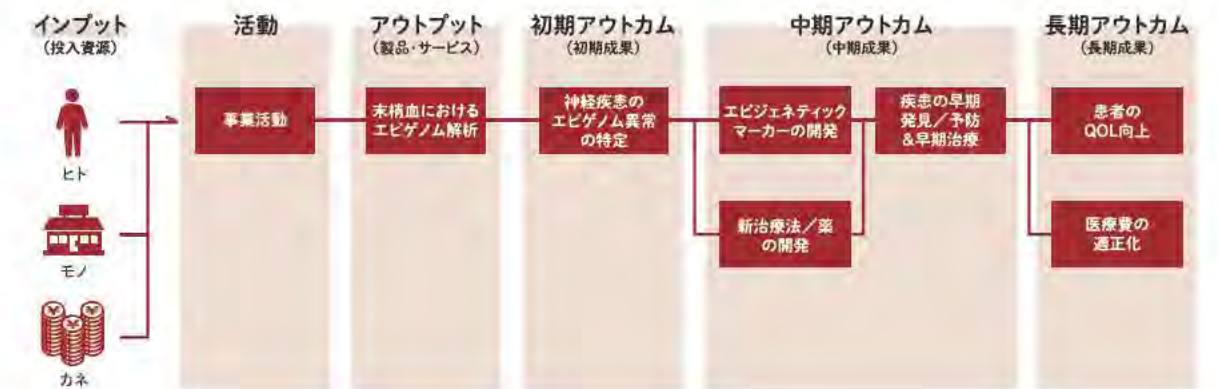 インプット
（投入資源）
活動
アウトプット
（製品・サービス）
初期アウトカム
（初期成果）
中期アウトカム
（中期成果）
長期アウトカム
（長期成果）
ヒト
モノ
¥
¥
¥
カネ
事業活動
末梢血における
エピゲノム解析
神経疾患の
エピゲノム異常
の特定
エピジェネティック
マーカーの開発
新治療法／薬
の開発
疾患の早期
発見／予防
&早期治療
患者の
QOL向上
医療費の
適正化